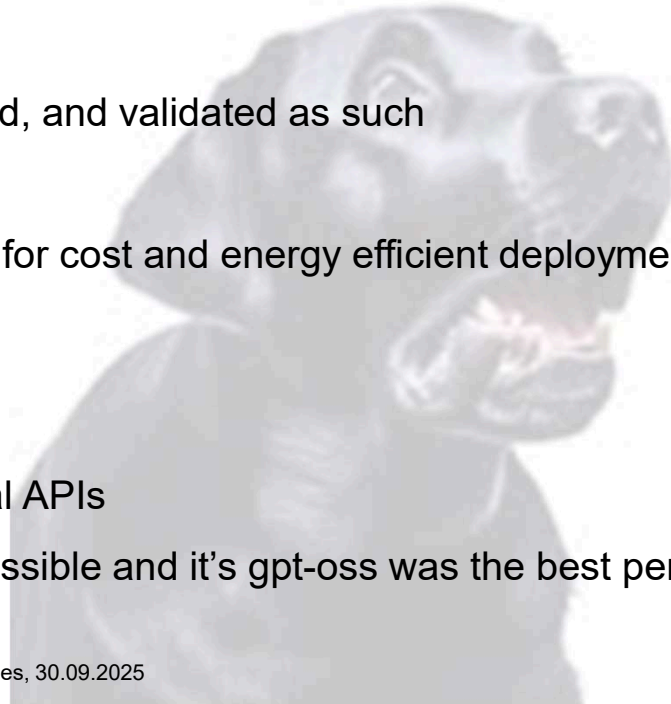 d, and validated as such
for cost and energy efficient deployme
al APIs
ssible and it’s gpt-oss was the best per
es, 30.09.2025